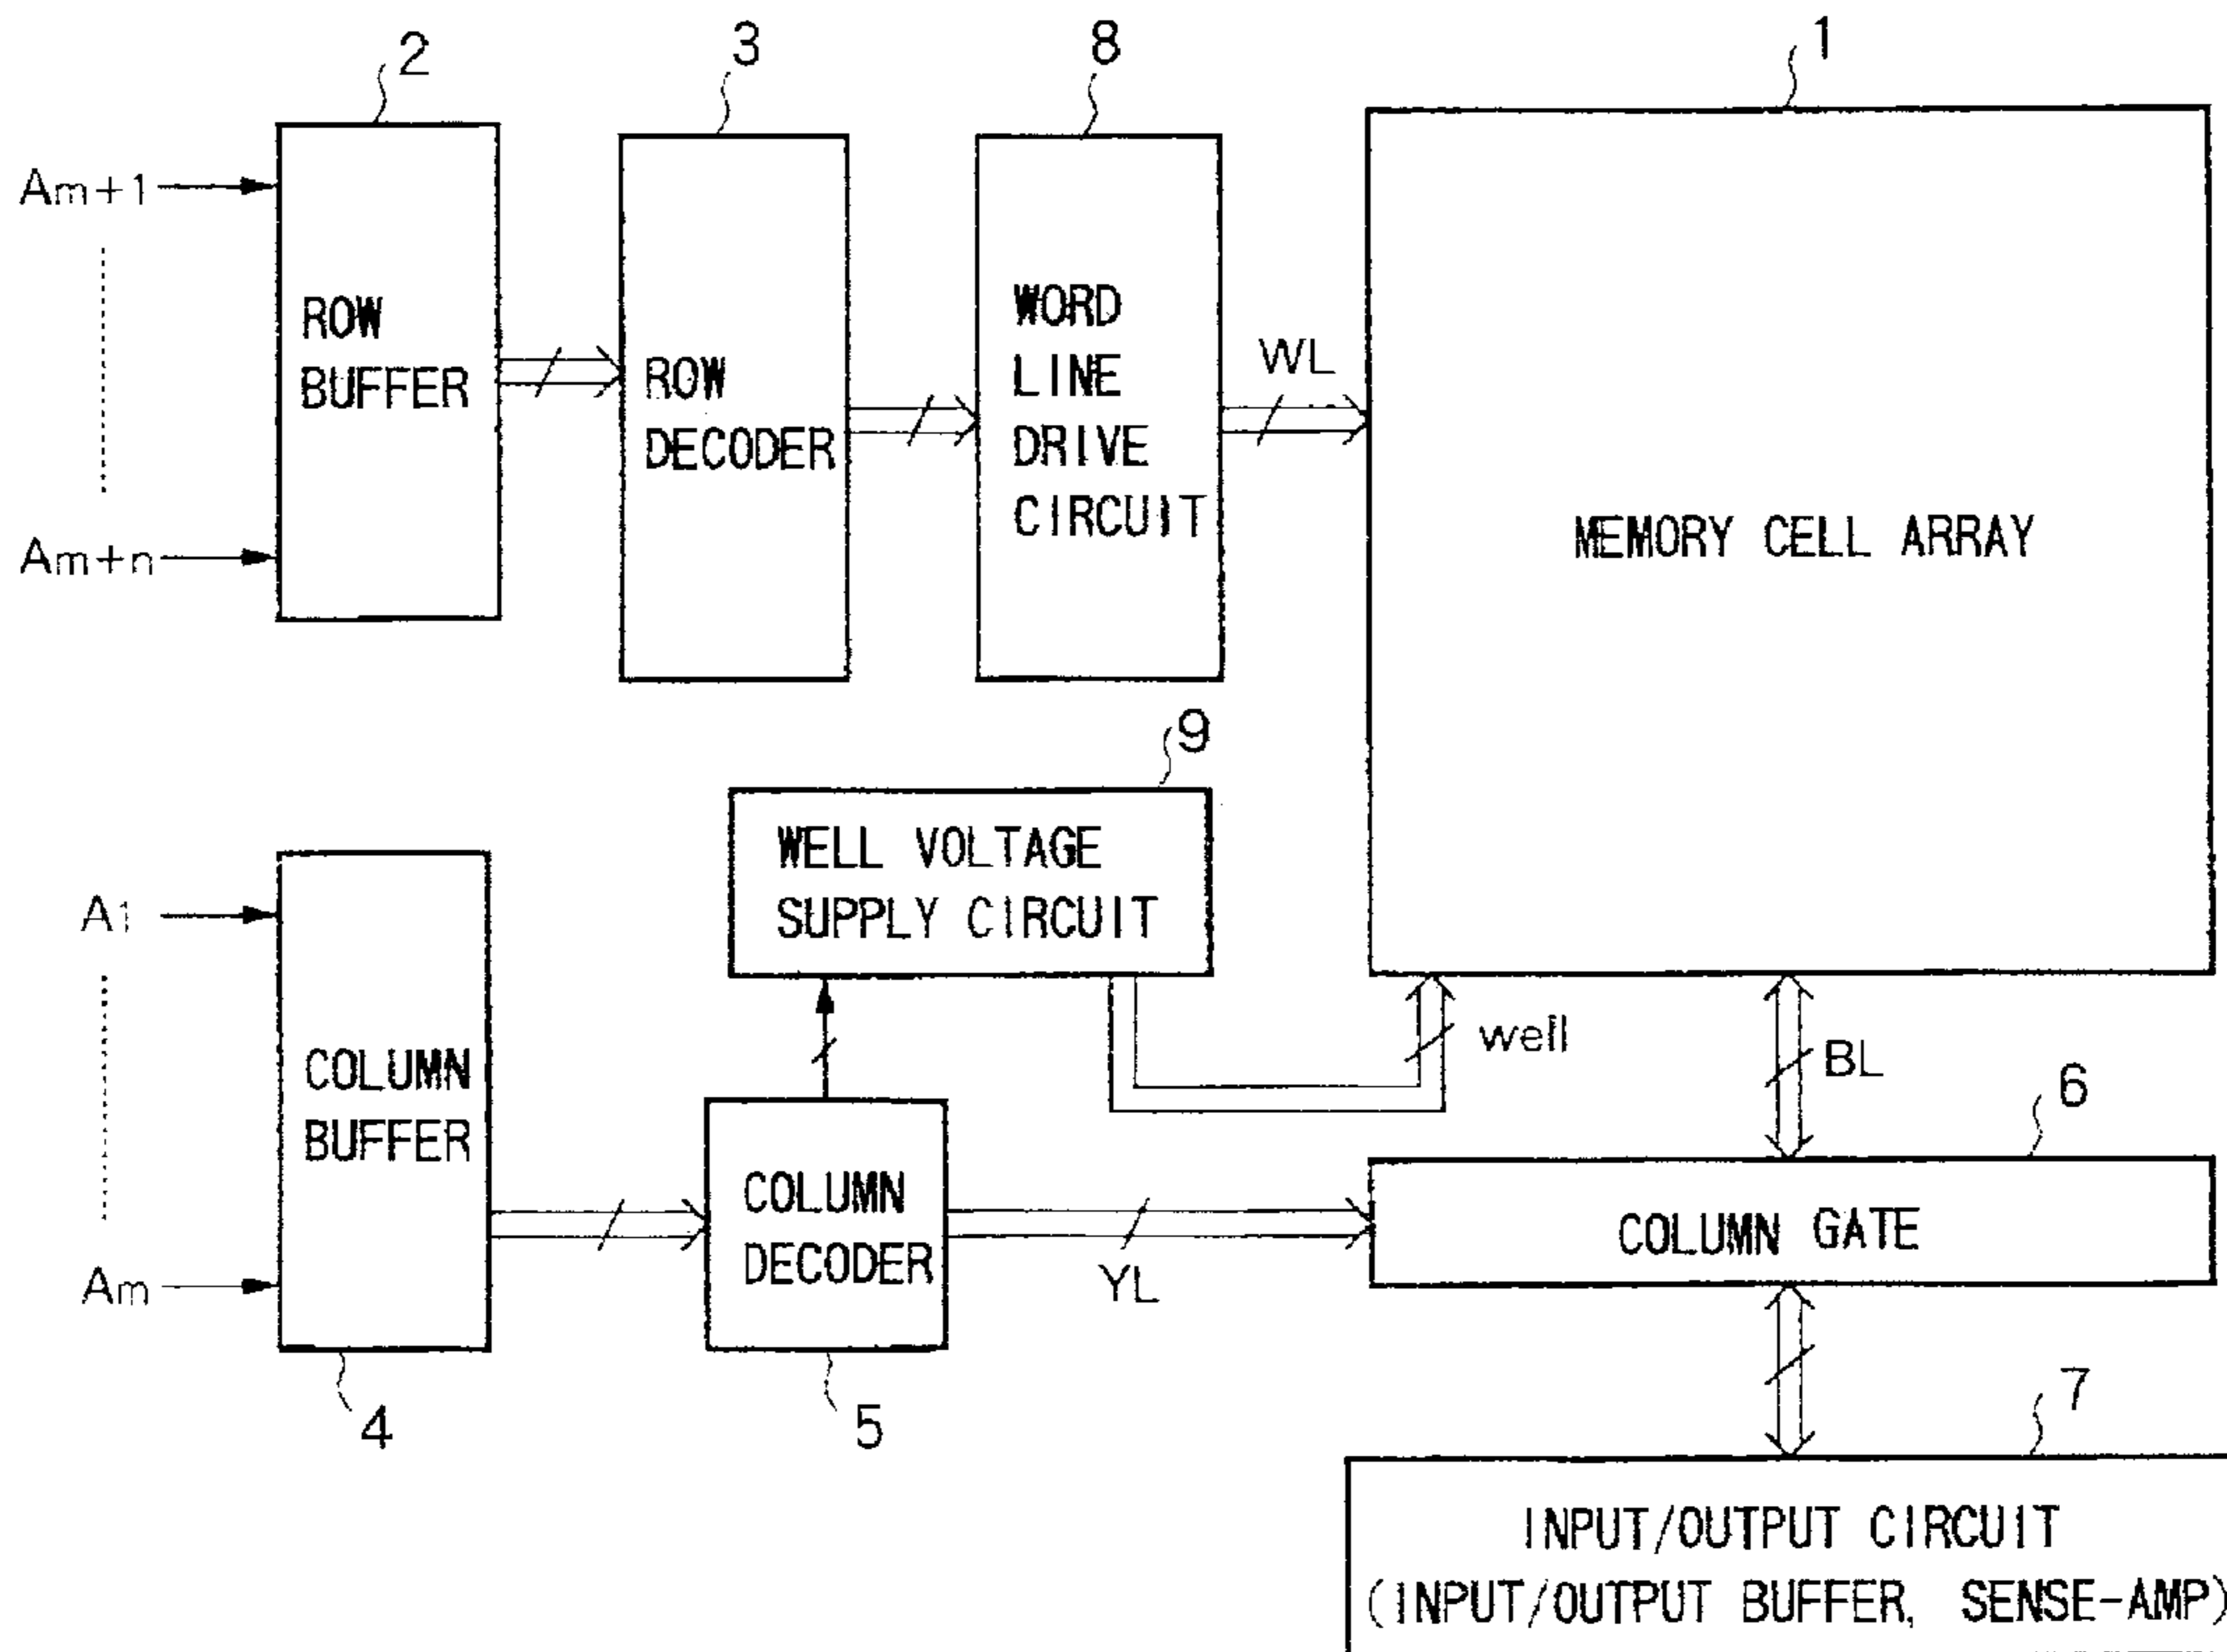 2
3
8
1
Am+1
Am+n
ROW
BUFFER
ROW
DECODER
WORD
LINE
DRIVE
CIRCUIT
WL
MEMORY CELL ARRAY
9
WELL VOLTAGE
SUPPLY CIRCUIT
A1
Am
COLUMN
BUFFER
4
COLUMN
DECODER
5
YL
well
BL
6
COLUMN GATE
7
INPUT/OUTPUT CIRCUIT
(INPUT/OUTPUT BUFFER, SENSE-AMP)